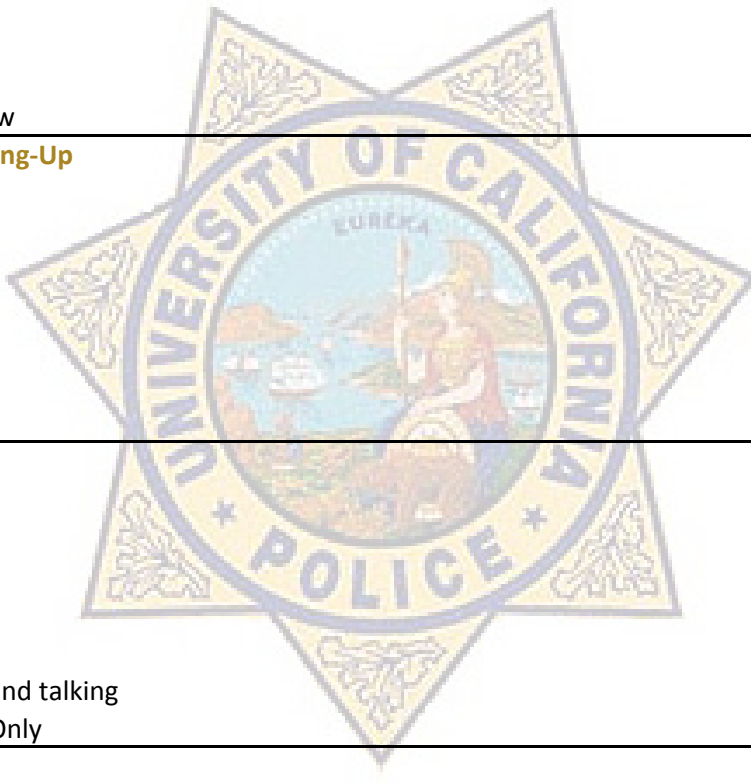 w
ng-Up
UNIVERSITY OF CALIFORNIA
EUREKA
POLICE
nd talking
Only